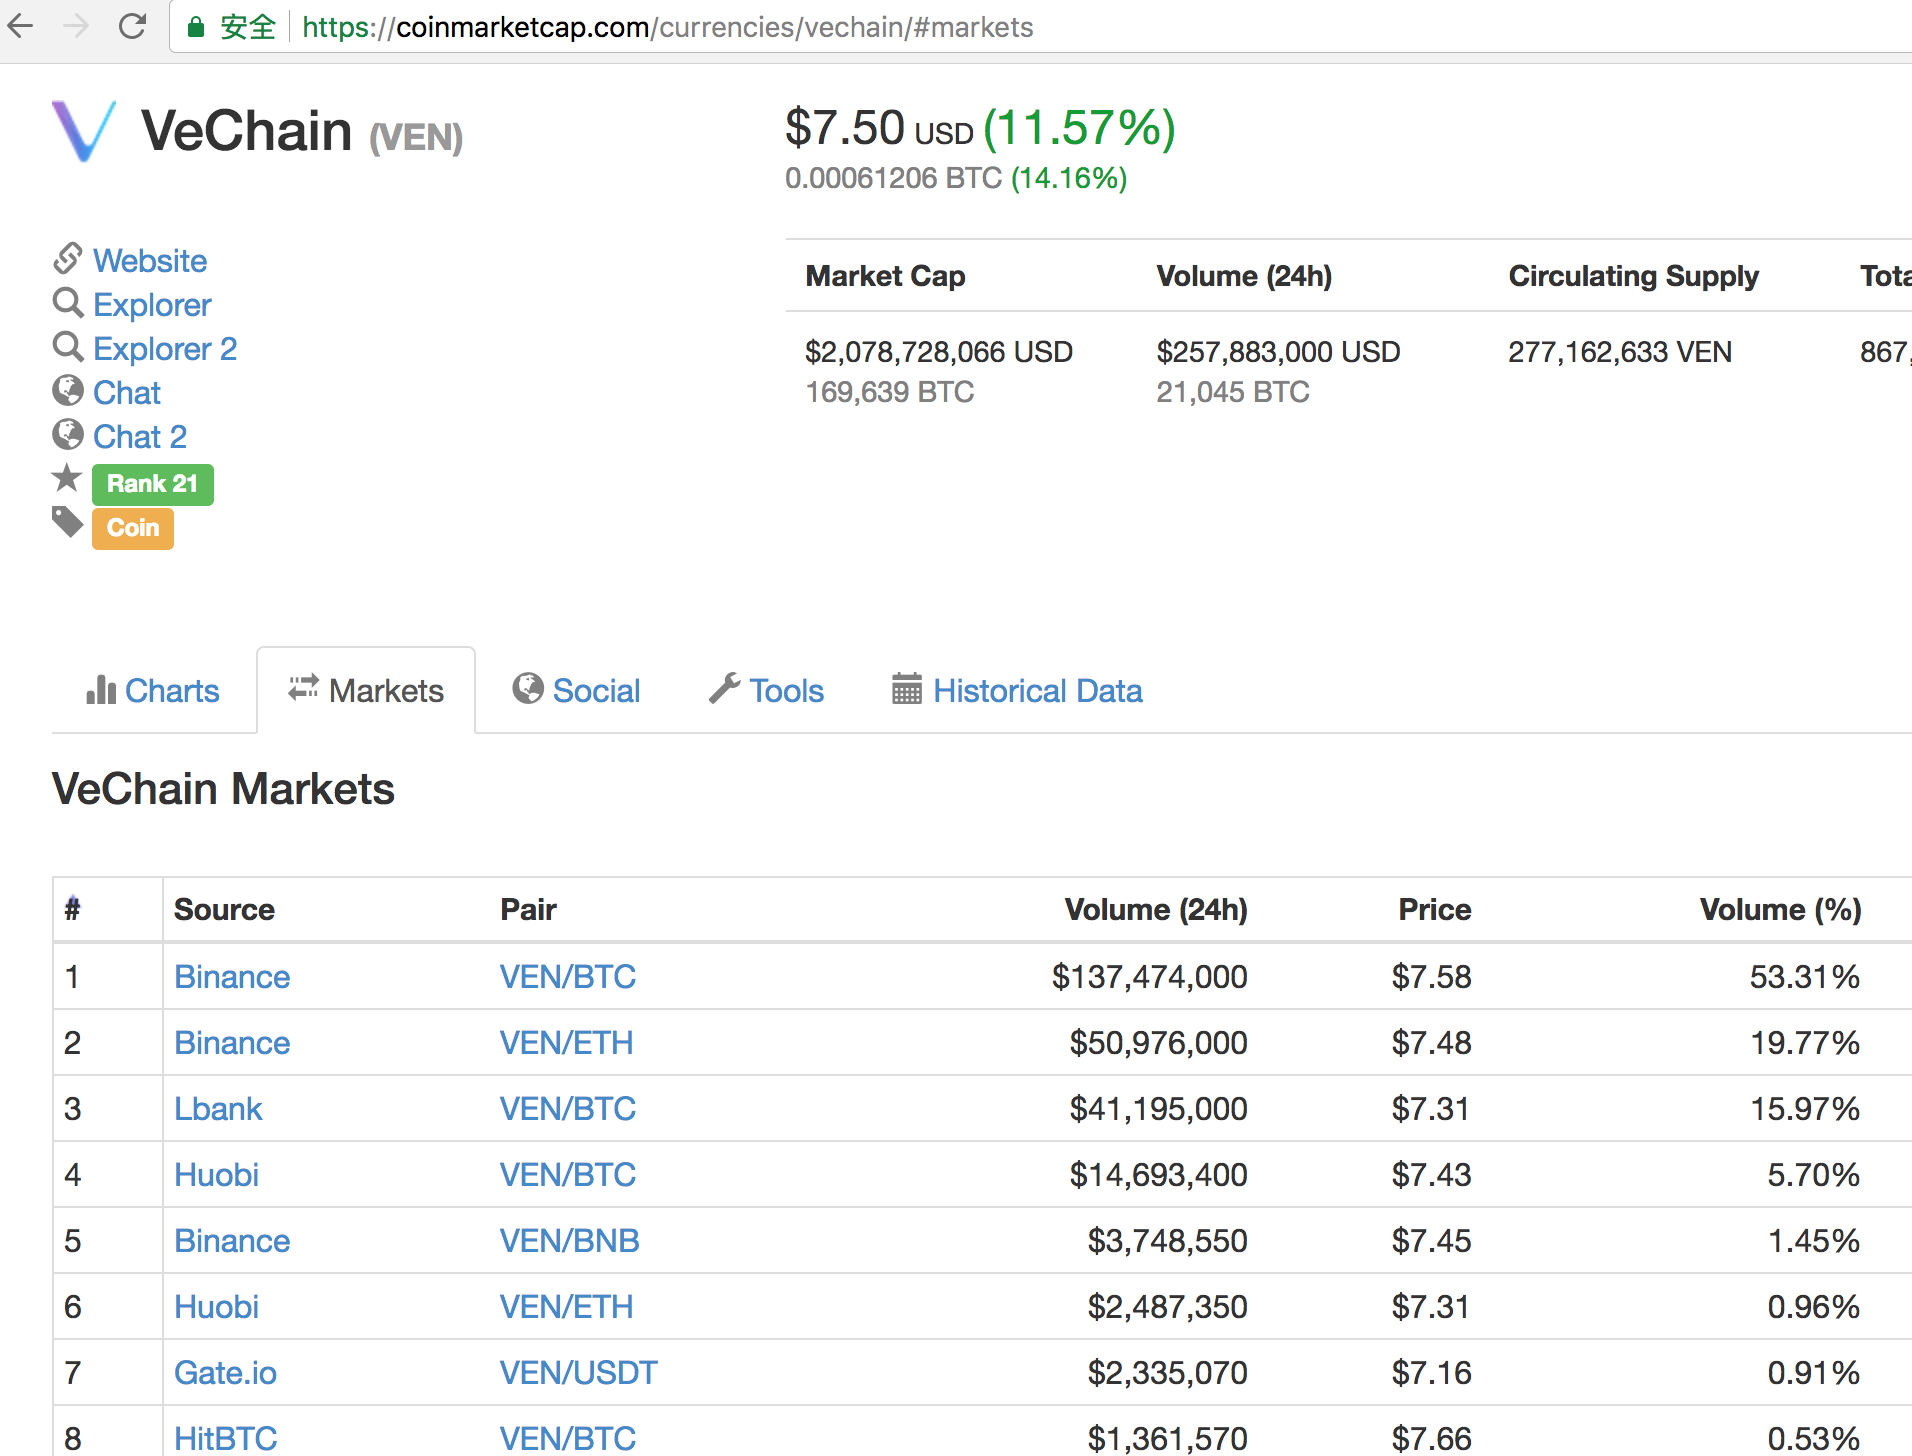 安全 https://coinmarketcap.com/currencies/vechain/#markets
VeChain (VEN)
$7.50 USD (11.57%)
0.00061206 BTC (14.16%)
Website
Explorer
Explorer 2
Chat
Chat 2
Rank 21
Coin
Market Cap Volume (24h) Circulating Supply
$2,078,728,066 USD $257,883,000 USD 277,162,633 VEN 867,
169,639 BTC 21,045 BTC
Charts Markets Social Tools Historical Data
VeChain Markets
# Source Pair Volume (24h) Price Volume (%)
1 Binance VEN/BTC $137,474,000 $7.58 53.31%
2 Binance VEN/ETH $50,976,000 $7.48 19.77%
3 Lbank VEN/BTC $41,195,000 $7.31 15.97%
4 Huobi VEN/BTC $14,693,400 $7.43 5.70%
5 Binance VEN/BNB $3,748,550 $7.45 1.45%
6 Huobi VEN/ETH $2,487,350 $7.31 0.96%
7 Gate.io VEN/USDT $2,335,070 $7.16 0.91%
8 HitBTC VEN/BTC $1,361,570 $7.66 0.53%